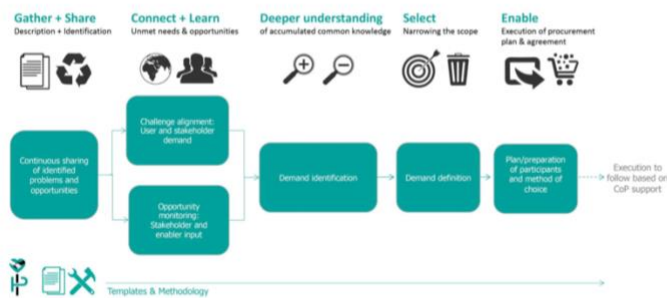 Gather + Share
Description + Identification
Connect + Learn
Unmet needs & opportunities
Deeper understanding
of accumulated common knowledge
Select
Narrowing the scope
Enable
Execution of procurement
plan & agreement
Continuous sharing
of identified
problems and
opportunities
Challenge alignment:
User and stakeholder
demand
Opportunity
monitoring:
Stakeholder and
enabler input
Demand identification
Demand definition
Plan/preparation
of participants
and method of
choice
Execution to
follow based on
CoP support
Templates & Methodology